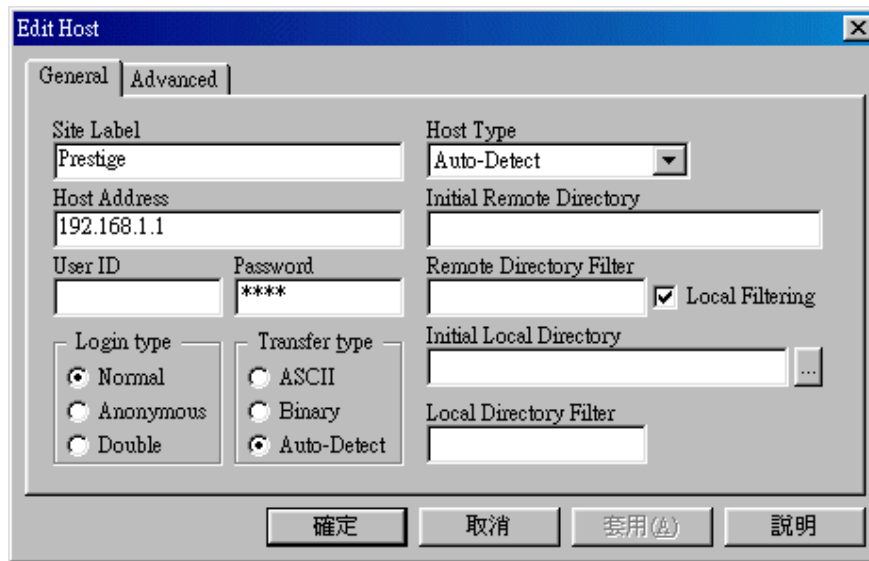 Edit Host
General
Advanced
Site Label
Prestige
Host Address
192.168.1.1
User ID
Password
****
Login type
Normal
Anonymous
Double
Transfer type
ASCII
Binary
Auto-Detect
Host Type
Auto-Detect
Initial Remote Directory
Remote Directory Filter
Local Filtering
Initial Local Directory
...
Local Directory Filter
確定
取消
套用(A)
說明